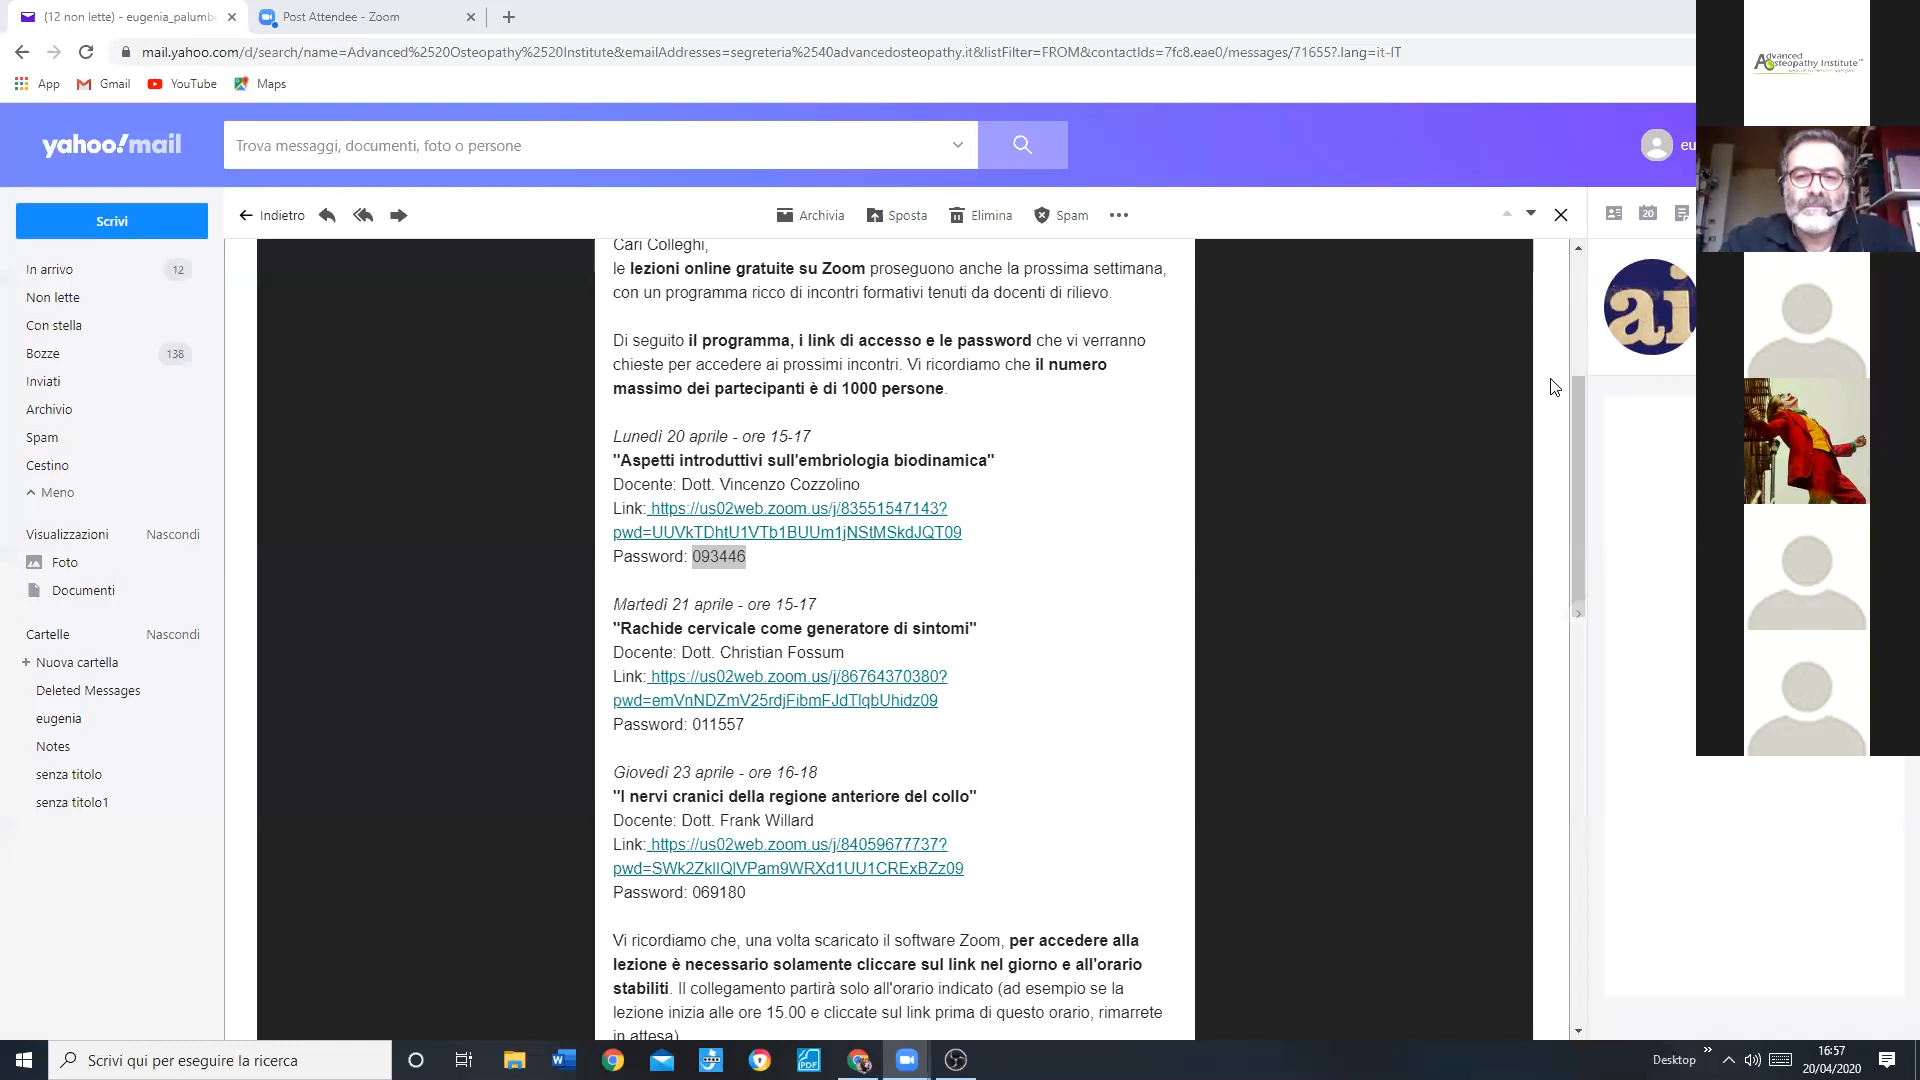 (12 non lette) - eugenia_palumb
Post Attendee - Zoom
mail.yahoo.com/d/search/name=Advanced%2520Osteopathy%2520Institute&emailAddresses=segreteria%2540advancedosteopathy.it&listFilter=FROM&contactIds=7fc8.eae0/messages/71655?.lang=it-IT
App
Gmail
YouTube
Maps
Advanced
Osteopathy Institute
yahoo!mail
Trova messaggi, documenti, foto o persone
eu
Scrivi
Indietro
Archivia
Sposta
Elimina
Spam
20
In arrivo 12
Non lette
Con stella
Bozze 138
Inviati
Archivio
Spam
Cestino
Meno
Visualizzazioni Nascondi
Foto
Documenti
Cartelle Nascondi
+ Nuova cartella
Deleted Messages
eugenia
Notes
senza titolo
senza titolo1
Cari Colleghi,
le lezioni online gratuite su Zoom proseguono anche la prossima settimana,
con un programma ricco di incontri formativi tenuti da docenti di rilievo.
Di seguito il programma, i link di accesso e le password che vi verranno
chieste per accedere ai prossimi incontri. Vi ricordiamo che il numero
massimo dei partecipanti è di 1000 persone.
Lunedì 20 aprile - ore 15-17
"Aspetti introduttivi sull'embriologia biodinamica"
Docente: Dott. Vincenzo Cozzolino
Link: https://us02web.zoom.us/j/83551547143?
pwd=UUVkTDhtU1VTb1BUUm1jNStMSkdJQT09
Password: 093446
Martedì 21 aprile - ore 15-17
"Rachide cervicale come generatore di sintomi"
Docente: Dott. Christian Fossum
Link: https://us02web.zoom.us/j/86764370380?
pwd=emVnNDZmV25rdjFibmFJdTlqbUhidz09
Password: 011557
Giovedì 23 aprile - ore 16-18
"I nervi cranici della regione anteriore del collo"
Docente: Dott. Frank Willard
Link: https://us02web.zoom.us/j/84059677737?
pwd=SWk2ZklIQlVPam9WRXd1UU1CRExBZz09
Password: 069180
Vi ricordiamo che, una volta scaricato il software Zoom, per accedere alla
lezione è necessario solamente cliccare sul link nel giorno e all'orario
stabiliti. Il collegamento partirà solo all'orario indicato (ad esempio se la
lezione inizia alle ore 15.00 e cliccate sul link prima di questo orario, rimarrete
in attesa)
ai
Scrivi qui per eseguire la ricerca
PDF
Desktop
16:57
20/04/2020